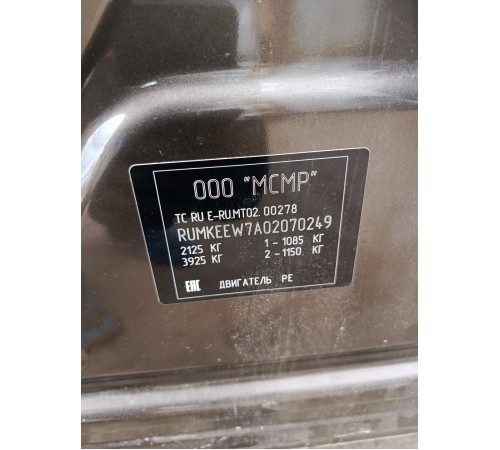 ООО "МСМР"
ТС RU E-RU.MT02. 00278
RUMKEEW7A02070249
2125 КГ 1 - 1085 КГ
3925 КГ 2 - 1150 КГ
ЕАС ДВИГАТЕЛЬ PE